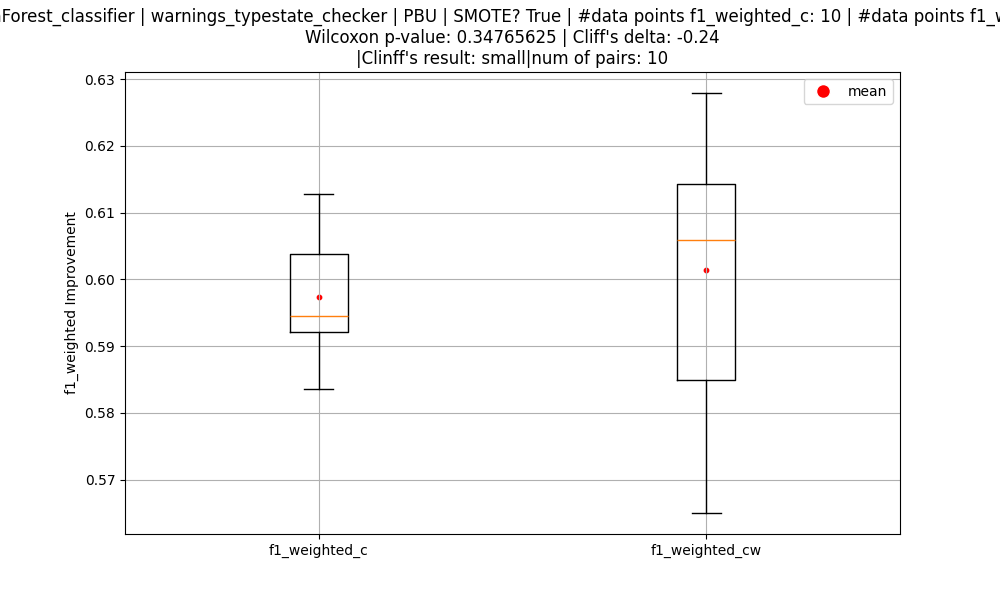 Forest_classifier | warnings_typestate_checker | PBU | SMOTE? True | #data points f1_weighted_c: 10 | #data points f1_w
Wilcoxon p-value: 0.34765625 | Cliff's delta: -0.24
|Clinff's result: small|num of pairs: 10
mean
f1_weighted Improvement
0.63
0.62
0.61
0.60
0.59
0.58
0.57
f1_weighted_c
f1_weighted_cw